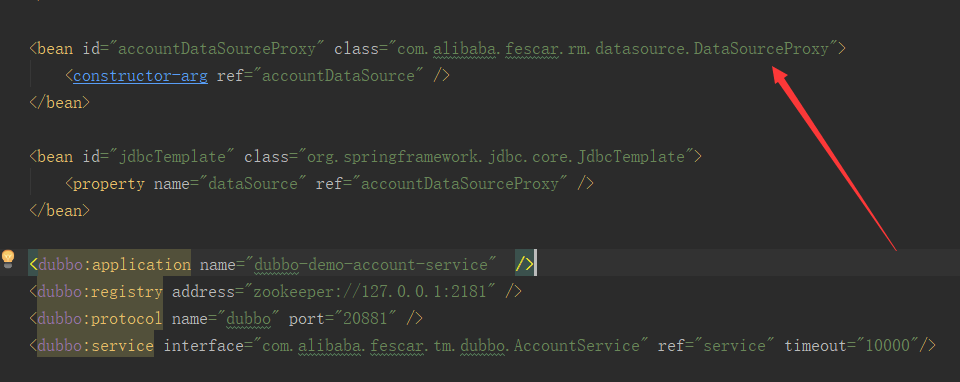 <bean id="accountDataSourceProxy" class="com.alibaba.fescar.rm.datasource.DataSourceProxy">
<constructor-arg ref="accountDataSource" />
</bean>
<bean id="jdbcTemplate" class="org.springframework.jdbc.core.JdbcTemplate">
<property name="dataSource" ref="accountDataSourceProxy" />
</bean>
<dubbo:application name="dubbo-demo-account-service"  />
<dubbo:registry address="zookeeper://127.0.0.1:2181" />
<dubbo:protocol name="dubbo" port="20881" />
<dubbo:service interface="com.alibaba.fescar.tm.dubbo.AccountService" ref="service" timeout="10000"/>